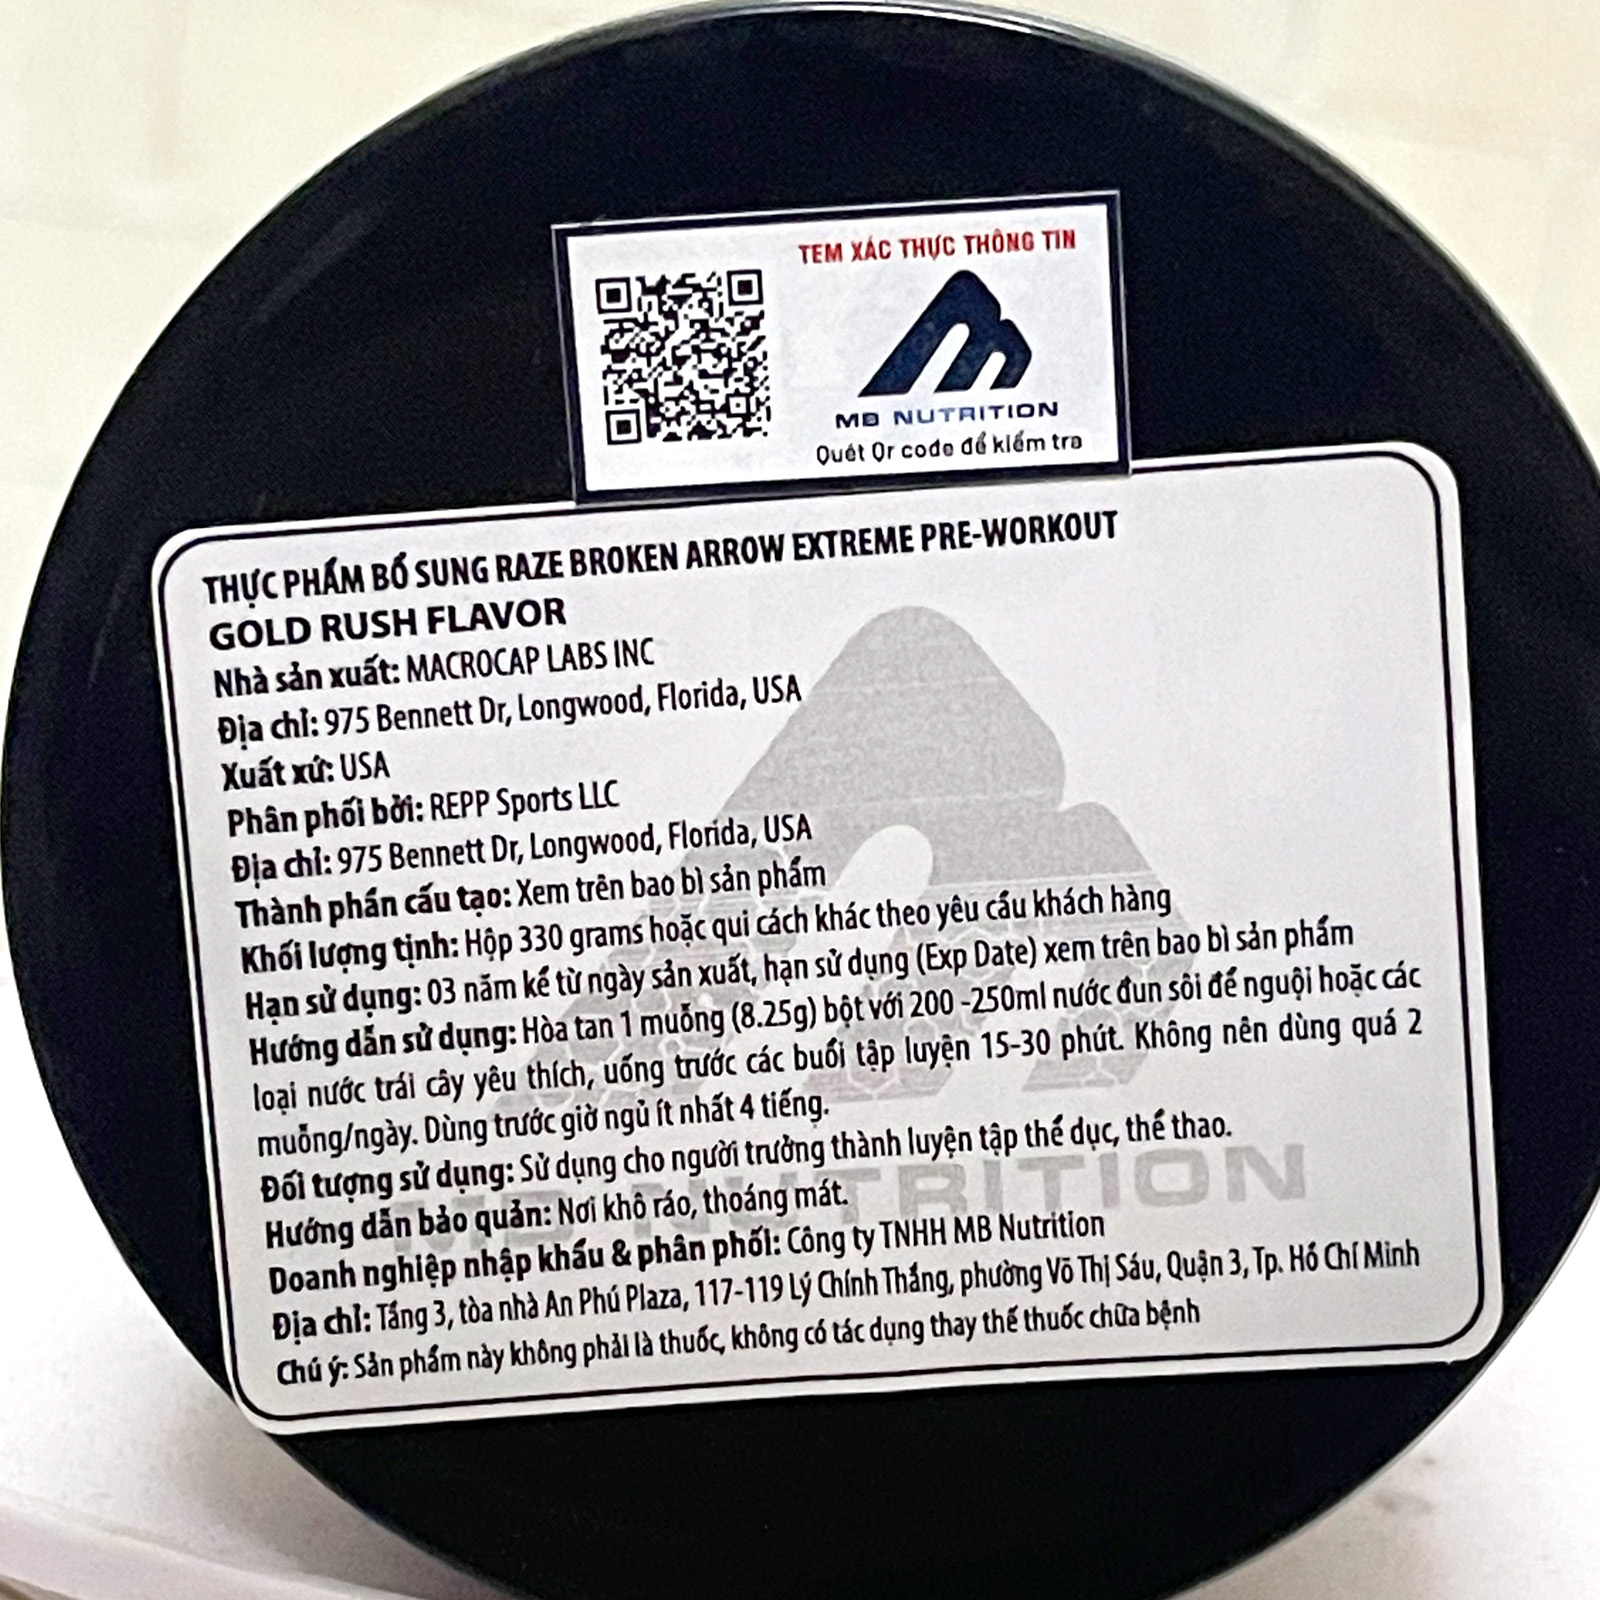 TEM XÁC THỰC THÔNG TIN
MB NUTRITION
Quét Qr code để kiểm tra
THỰC PHẨM BỔ SUNG RAZE BROKEN ARROW EXTREME PRE-WORKOUT
GOLD RUSH FLAVOR
Nhà sản xuất: MACROCAP LABS INC
Địa chỉ: 975 Bennett Dr, Longwood, Florida, USA
Xuất xứ: USA
Phân phối bởi: REPP Sports LLC
Địa chỉ: 975 Bennett Dr, Longwood, Florida, USA
Thành phần cấu tạo: Xem trên bao bì sản phẩm
Khối lượng tịnh: Hộp 330 grams hoặc qui cách khác theo yêu cầu khách hàng
Hạn sử dụng: 03 năm kể từ ngày sản xuất, hạn sử dụng (Exp Date) xem trên bao bì sản phẩm
Hướng dẫn sử dụng: Hòa tan 1 muỗng (8.25g) bột với 200 -250ml nước đun sôi để nguội hoặc các
loại nước trái cây yêu thích, uống trước các buổi tập luyện 15-30 phút. Không nên dùng quá 2
muỗng/ngày. Dùng trước giờ ngủ ít nhất 4 tiếng.
Đối tượng sử dụng: Sử dụng cho người trưởng thành luyện tập thể dục, thể thao.
Hướng dẫn bảo quản: Nơi khô ráo, thoáng mát.
MB NUTRITION
Doanh nghiệp nhập khẩu & phân phối: Công ty TNHH MB Nutrition
Địa chỉ: Tầng 3, tòa nhà An Phú Plaza, 117-119 Lý Chính Thắng, phường Võ Thị Sáu, Quận 3, Tp. Hồ Chí Minh
Chú ý: Sản phẩm này không phải là thuốc, không có tác dụng thay thế thuốc chữa bệnh